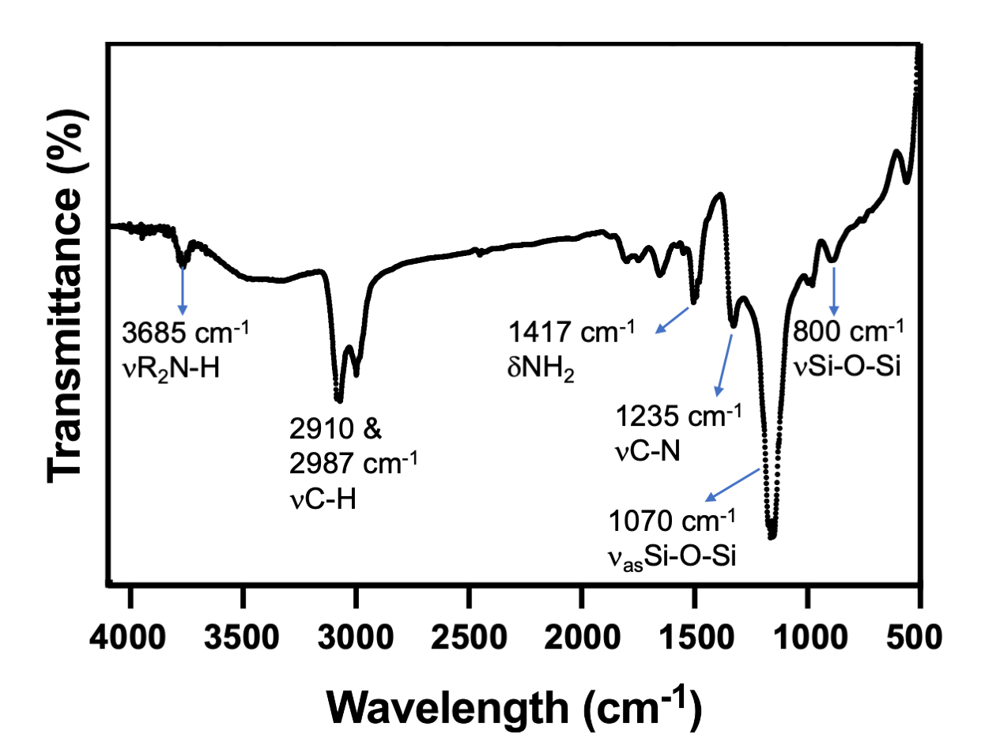 Transmittance (%)
3685 cm⁻¹
νR₂N-H
2910 &
2987 cm⁻¹
νC-H
1417 cm⁻¹
δNH₂
1235 cm⁻¹
νC-N
1070 cm⁻¹
νₐₛSi-O-Si
800 cm⁻¹
νSi-O-Si
4000 3500 3000 2500 2000 1500 1000 500
Wavelength (cm⁻¹)